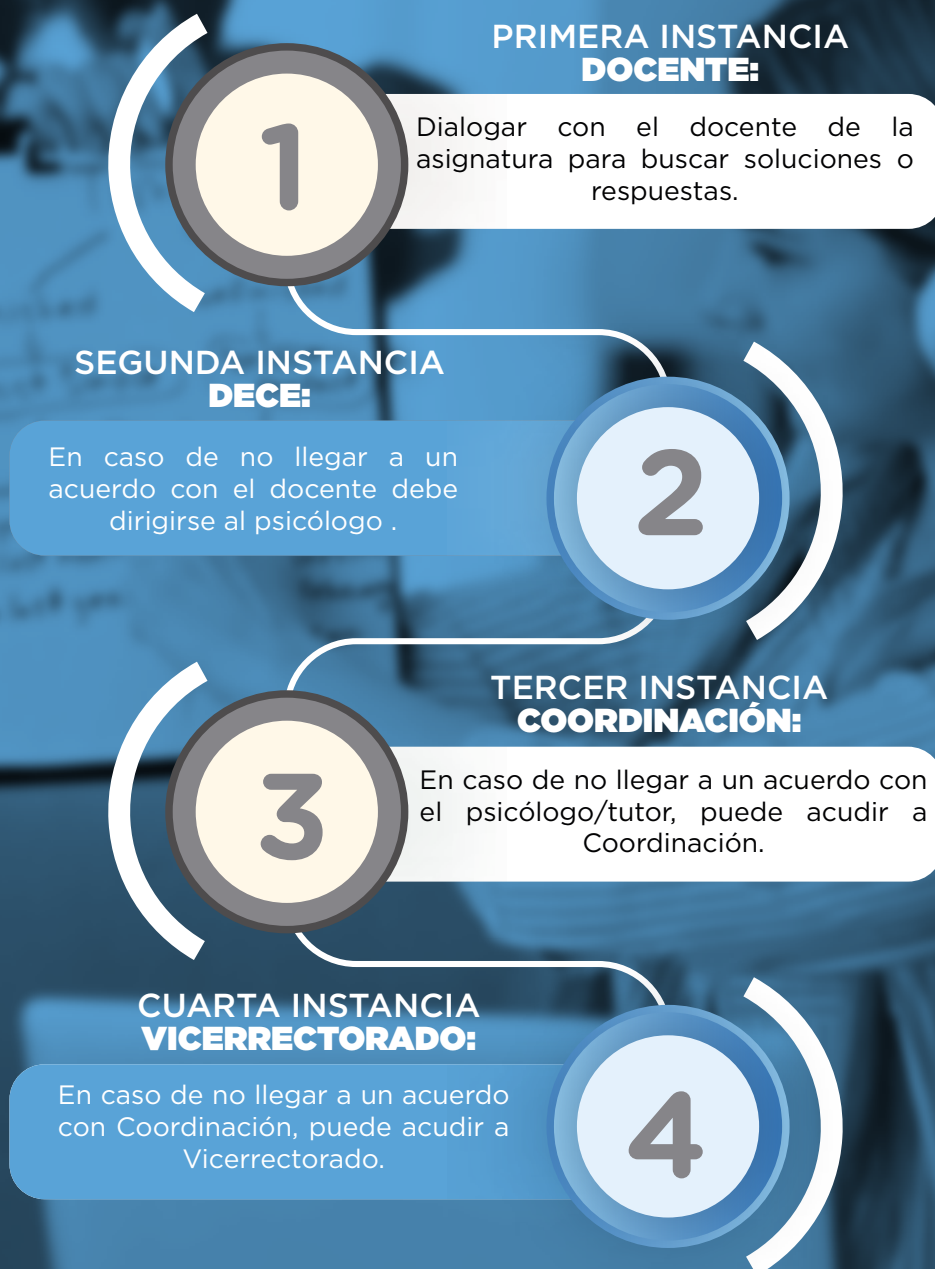 PRIMERA INSTANCIA
DOCENTE:
1
Dialogar con el docente de la
asignatura para buscar soluciones o
respuestas.
SEGUNDA INSTANCIA
DECE:
En caso de no llegar a un
acuerdo con el docente debe
dirigirse al psicólogo .
2
TERCER INSTANCIA
COORDINACIÓN:
3
En caso de no llegar a un acuerdo con
el psicólogo/tutor, puede acudir a
Coordinación.
CUARTA INSTANCIA
VICERRECTORADO:
En caso de no llegar a un acuerdo
con Coordinación, puede acudir a
Vicerrectorado.
4